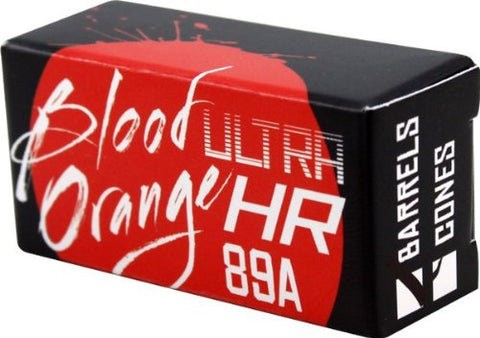 Blood
Orange
ULTRA
HR
89A
BARRELS
CONES